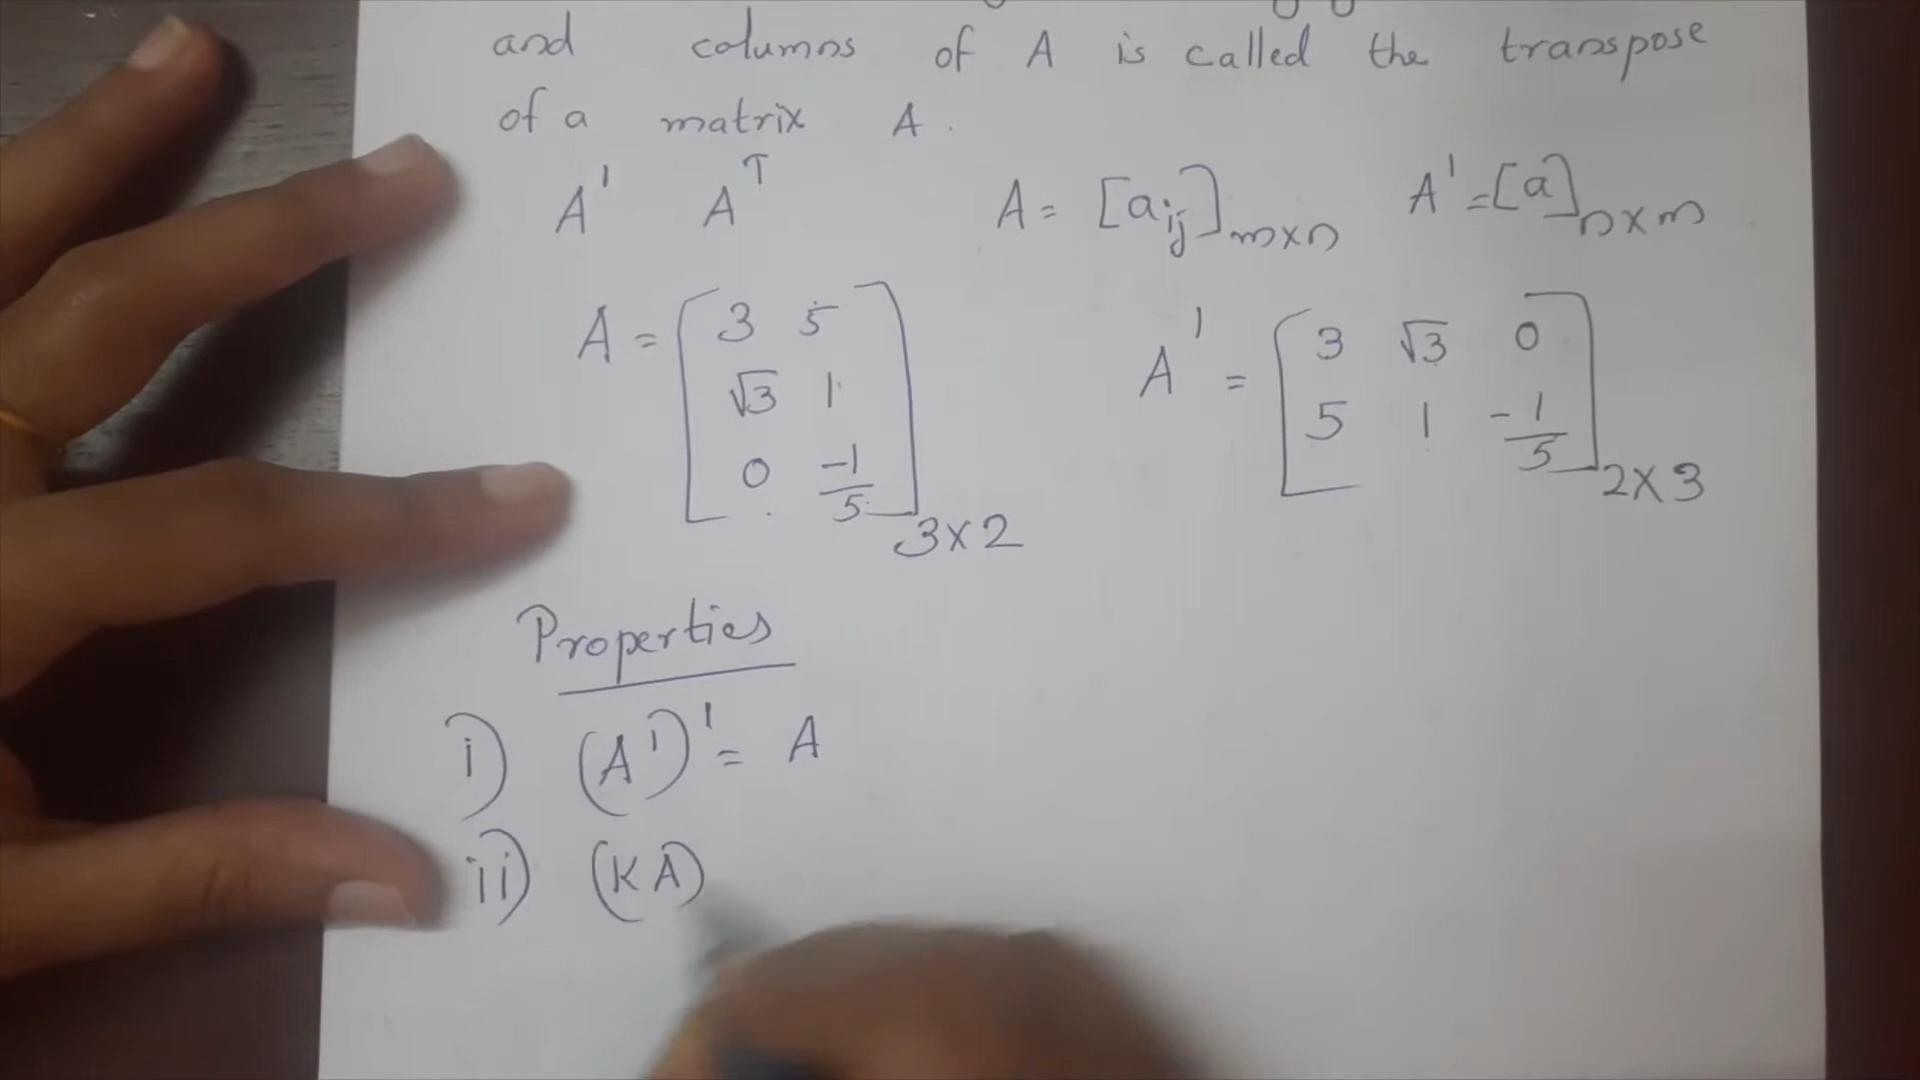 and columns of A is called the transpose
of a matrix A.
A' A^T A = [a_ij]_m×n A' = [a]_n×m
A = [3 5; √3 1; 0 -1/5]_3×2 A' = [3 √3 0; 5 1 -1/5]_2×3
Properties
i) (A')' = A
ii) (KA)